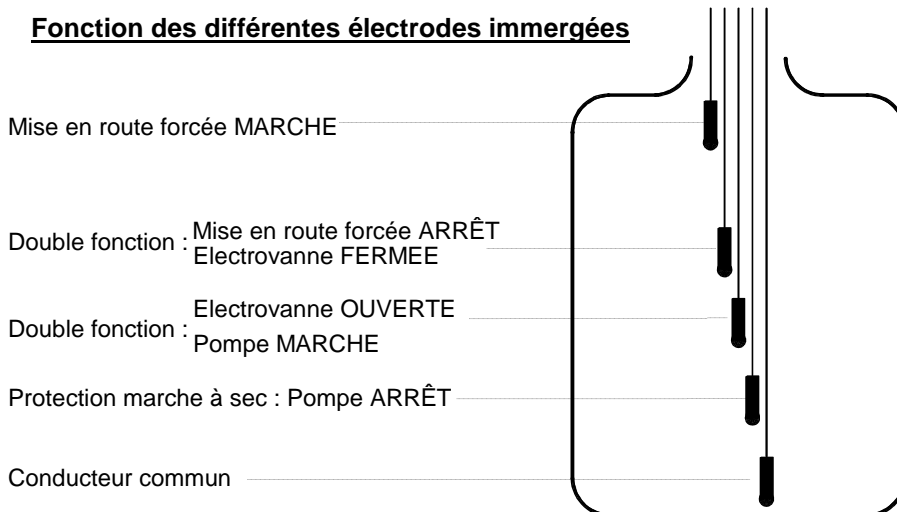 Fonction des différentes électrodes immergées
Mise en route forcée MARCHE
Double fonction : Mise en route forcée ARRÊT
Electrovanne FERMEE
Electrovanne OUVERTE
Double fonction :
Pompe MARCHE
Protection marche à sec : Pompe ARRÊT
Conducteur commun